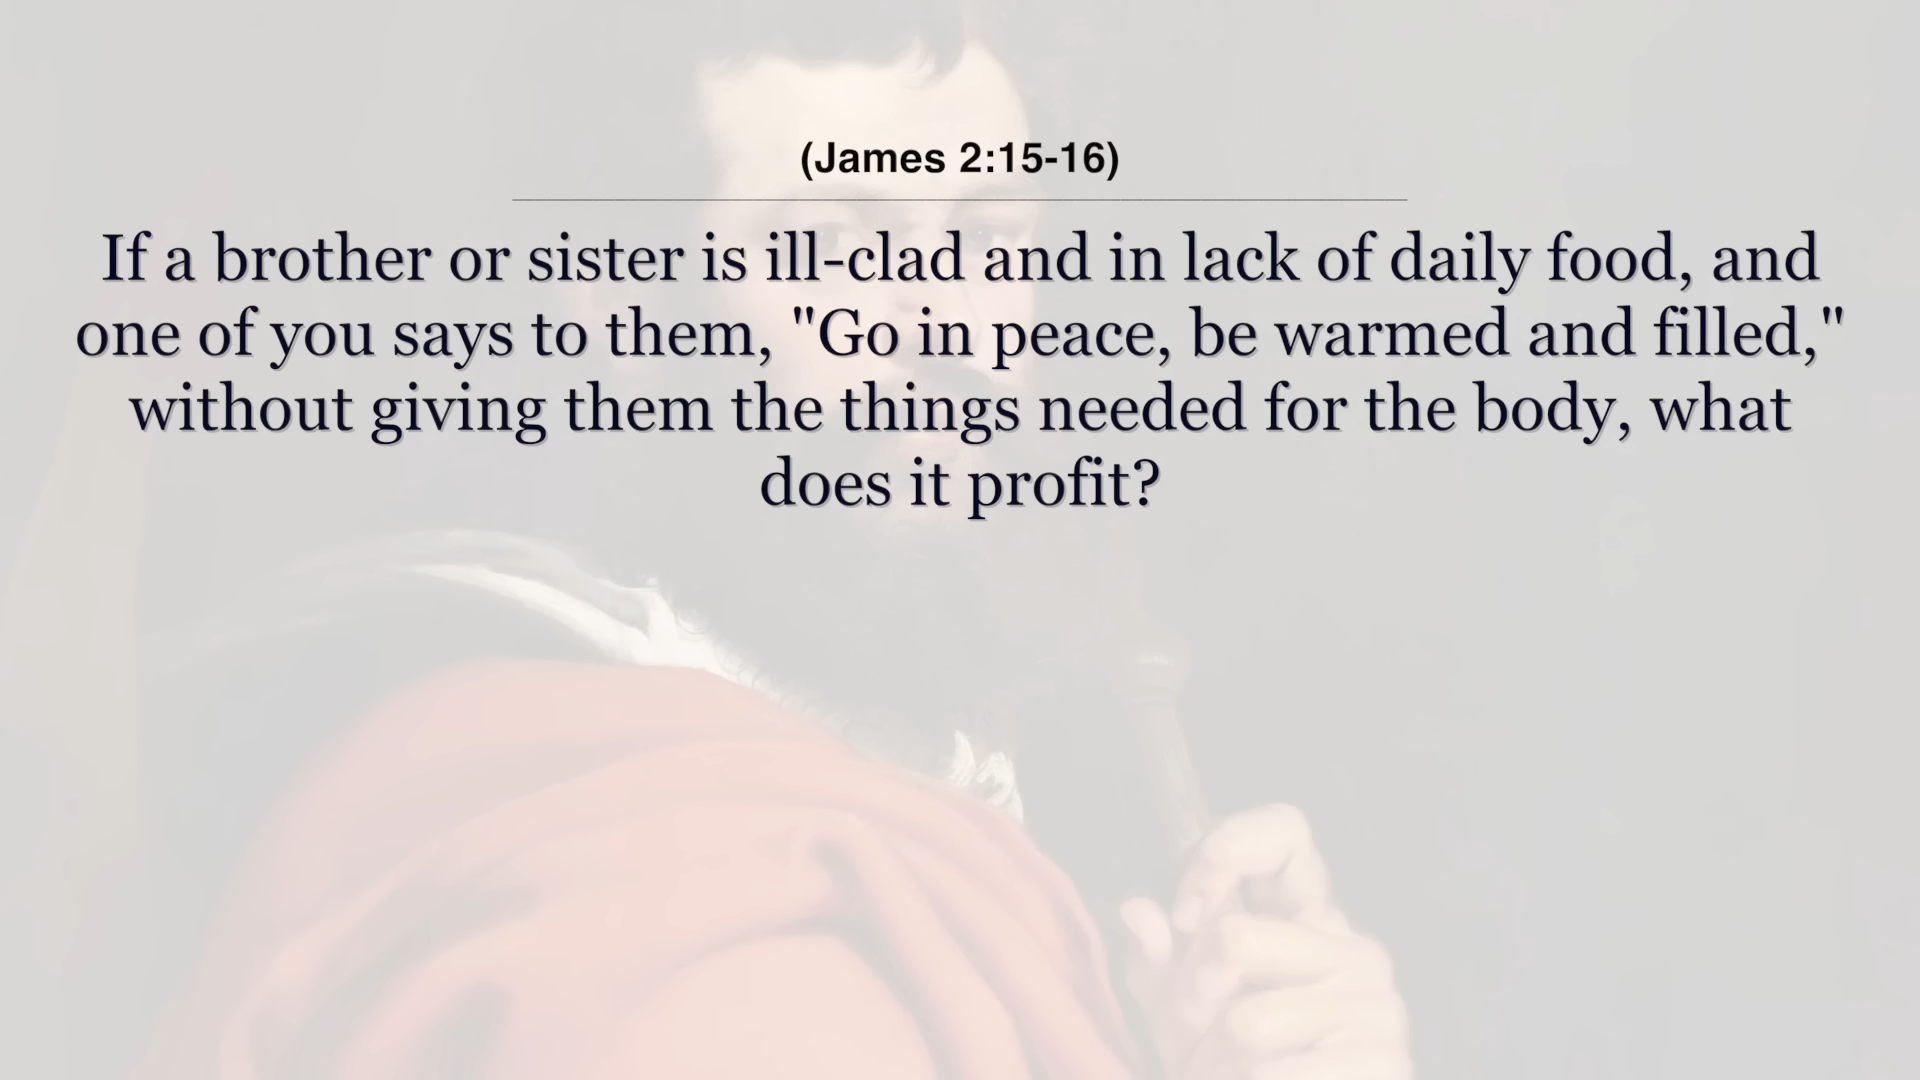 (James 2:15-16)
If a brother or sister is ill-clad and in lack of daily food, and
one of you says to them, "Go in peace, be warmed and filled,"
without giving them the things needed for the body, what
does it profit?